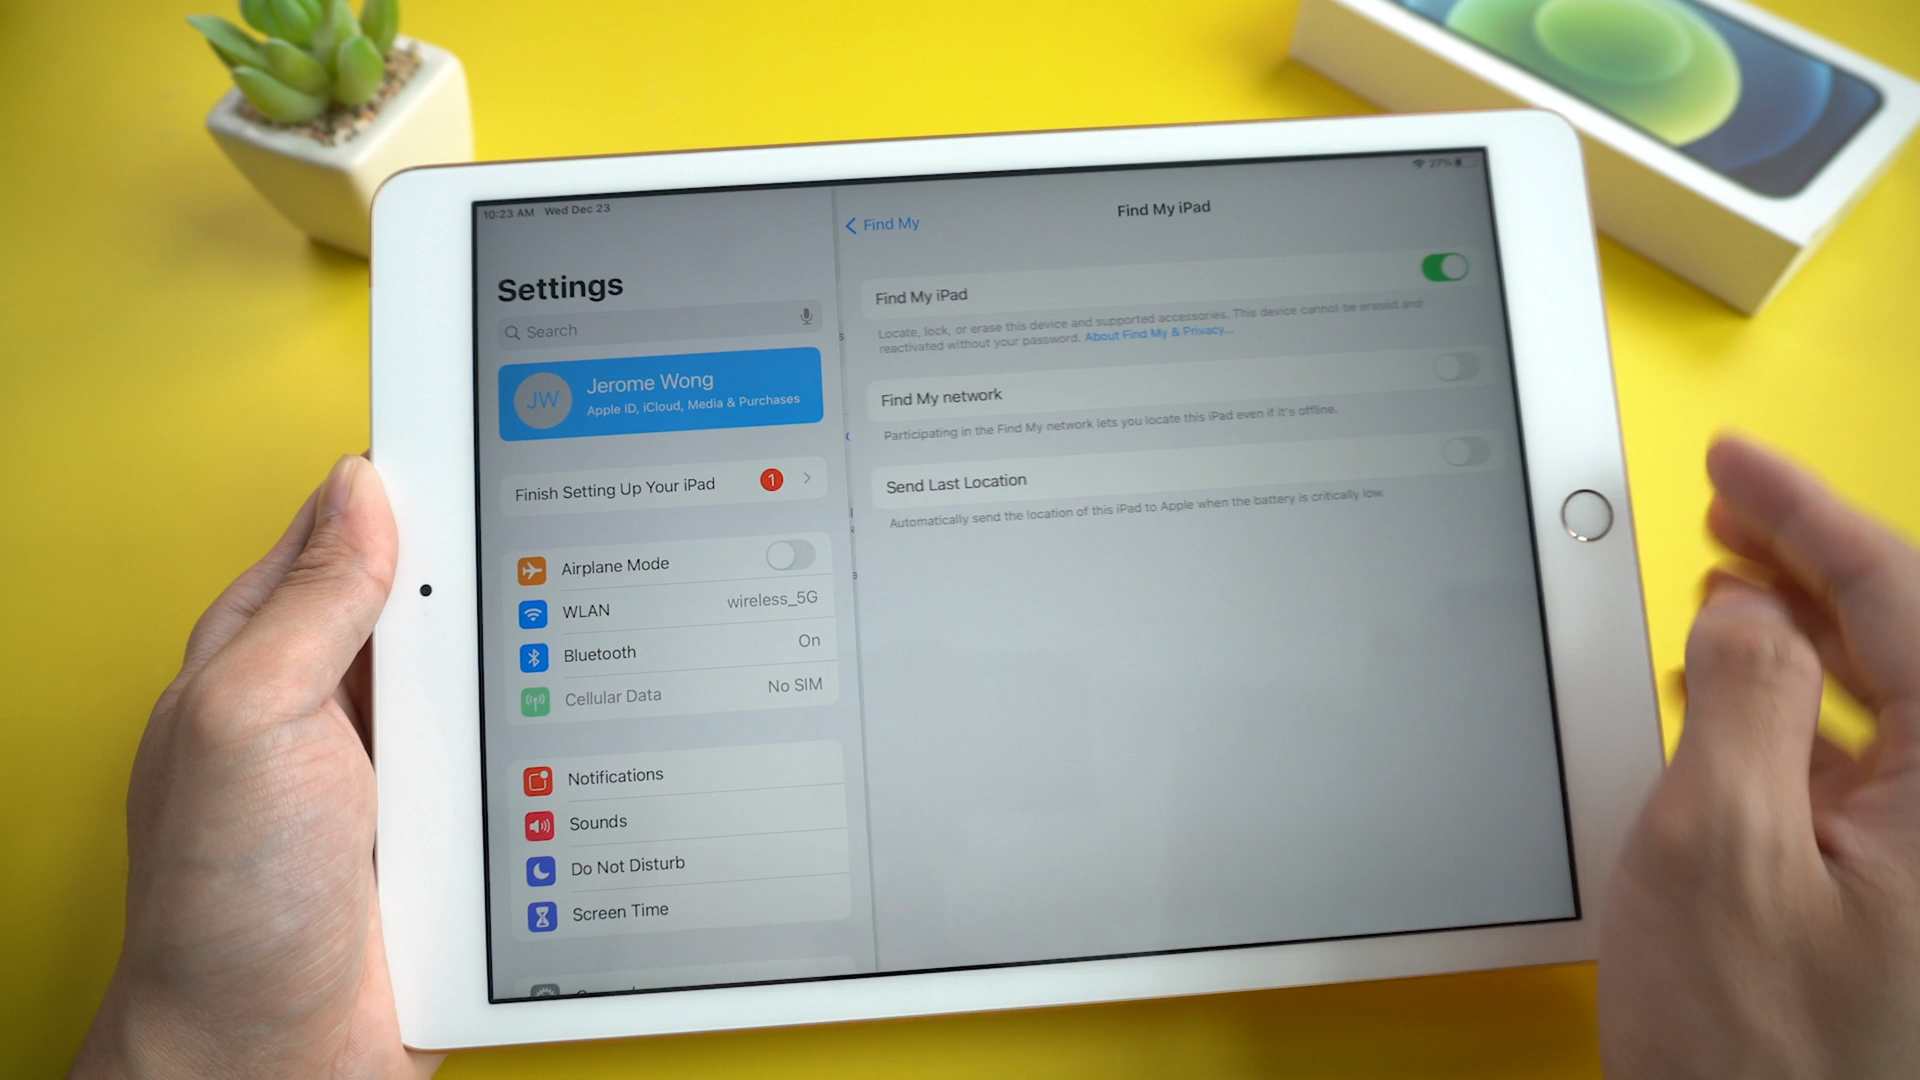 10:23 AM Wed Dec 23
27%
Settings
Search
JW
Jerome Wong
Apple ID, iCloud, Media & Purchases
Finish Setting Up Your iPad 1
Airplane Mode
WLAN wireless_5G
Bluetooth On
Cellular Data No SIM
Notifications
Sounds
Do Not Disturb
Screen Time
Find My
Find My iPad
Find My iPad
Locate, lock, or erase this device and supported accessories. This device cannot be erased and
reactivated without your password. About Find My & Privacy...
Find My network
Participating in the Find My network lets you locate this iPad even if it's offline.
Send Last Location
Automatically send the location of this iPad to Apple when the battery is critically low.